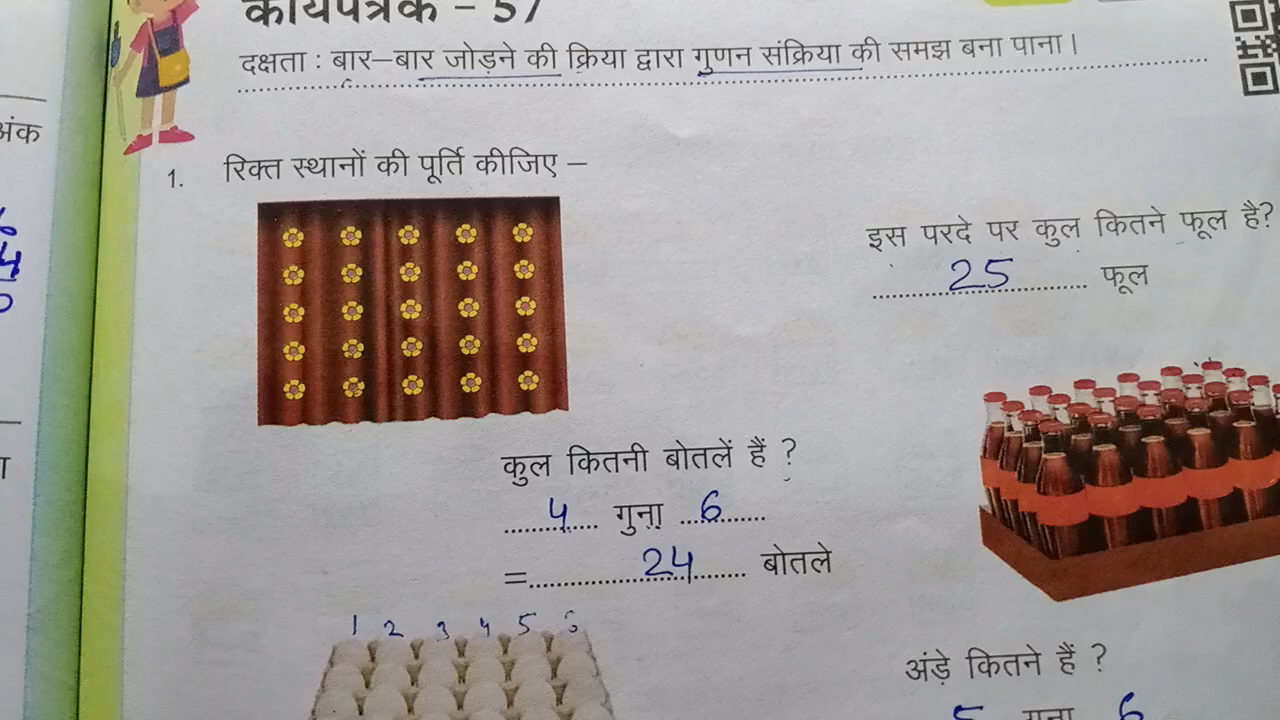 कार्यपत्रक – 57
दक्षता : बार–बार जोड़ने की क्रिया द्वारा गुणन संक्रिया की समझ बना पाना।
अंक
1. रिक्त स्थानों की पूर्ति कीजिए –
इस परदे पर कुल कितने फूल है?
25 फूल
कुल कितनी बोतलें हैं ?
4 गुना 6
= 24 बोतले
1 2 3 4 5 6
अंड़े कितने हैं ?
5 गुना 6